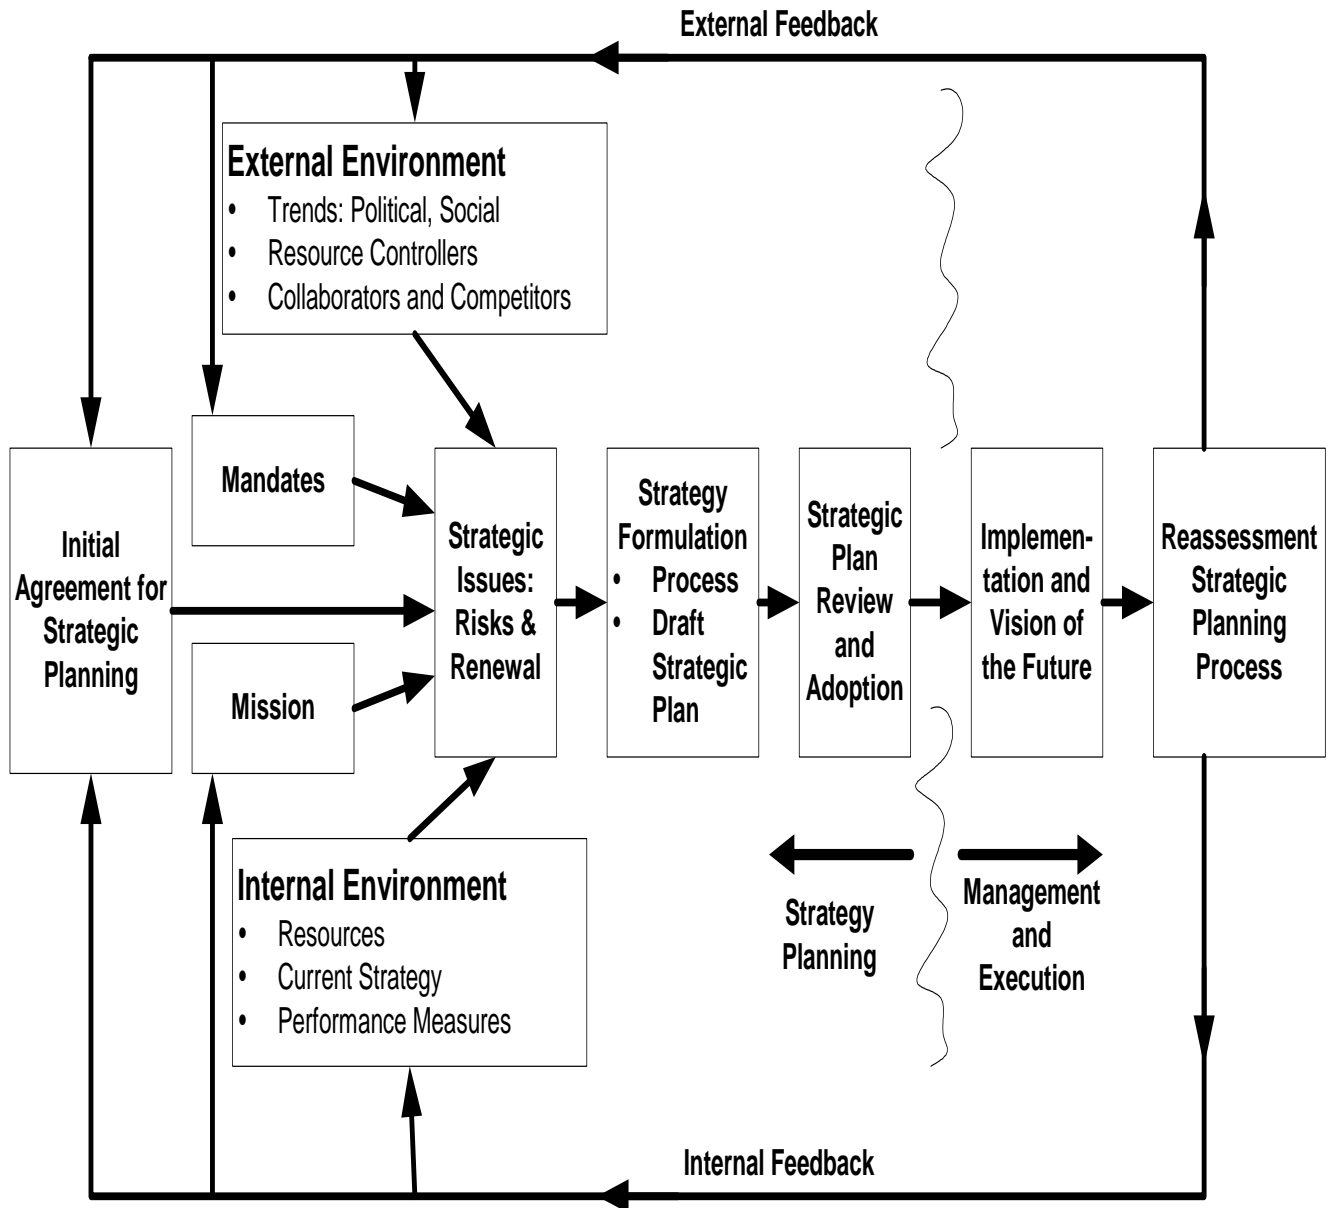 External Feedback
External Environment
• Trends: Political, Social
• Resource Controllers
• Collaborators and Competitors
Mandates
Initial
Agreement for
Strategic
Planning
Mission
Strategic
Issues:
Risks &
Renewal
Strategy
Formulation
• Process
• Draft
Strategic
Plan
Strategic
Plan
Review
and
Adoption
Implemen-
tation and
Vision of
the Future
Reassessment
Strategic
Planning
Process
Internal Environment
• Resources
• Current Strategy
• Performance Measures
Strategy
Planning
Management
and
Execution
Internal Feedback